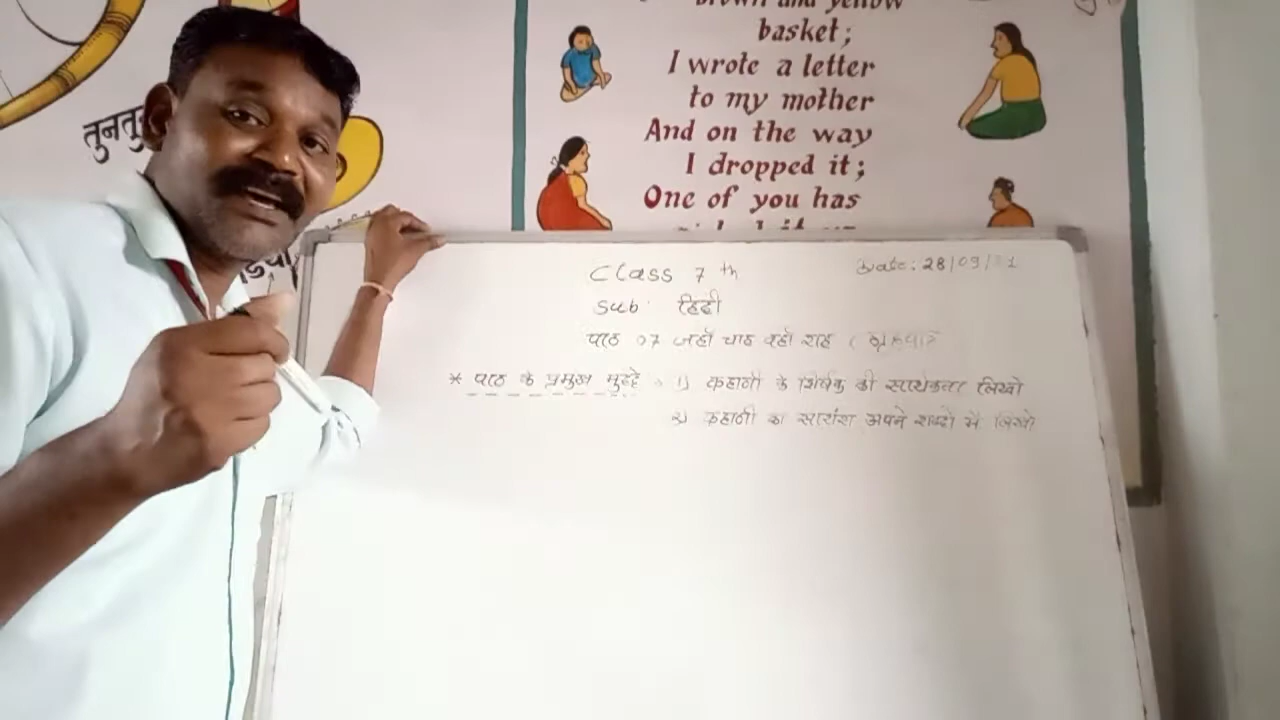 brown and yellow
basket;
I wrote a letter
to my mother
And on the way
I dropped it;
One of you has
तुनतु
Class 7th
Date: 28/09/21
Sub: हिंदी
पाठ 07 जहाँ चाह वहाँ राह (
* पाठ के प्रमुख मुद्दे 1) कहानी के शिर्षक की सार्थकता लिखो
2) कहानी का सारांश अपने शब्दो में लिखो